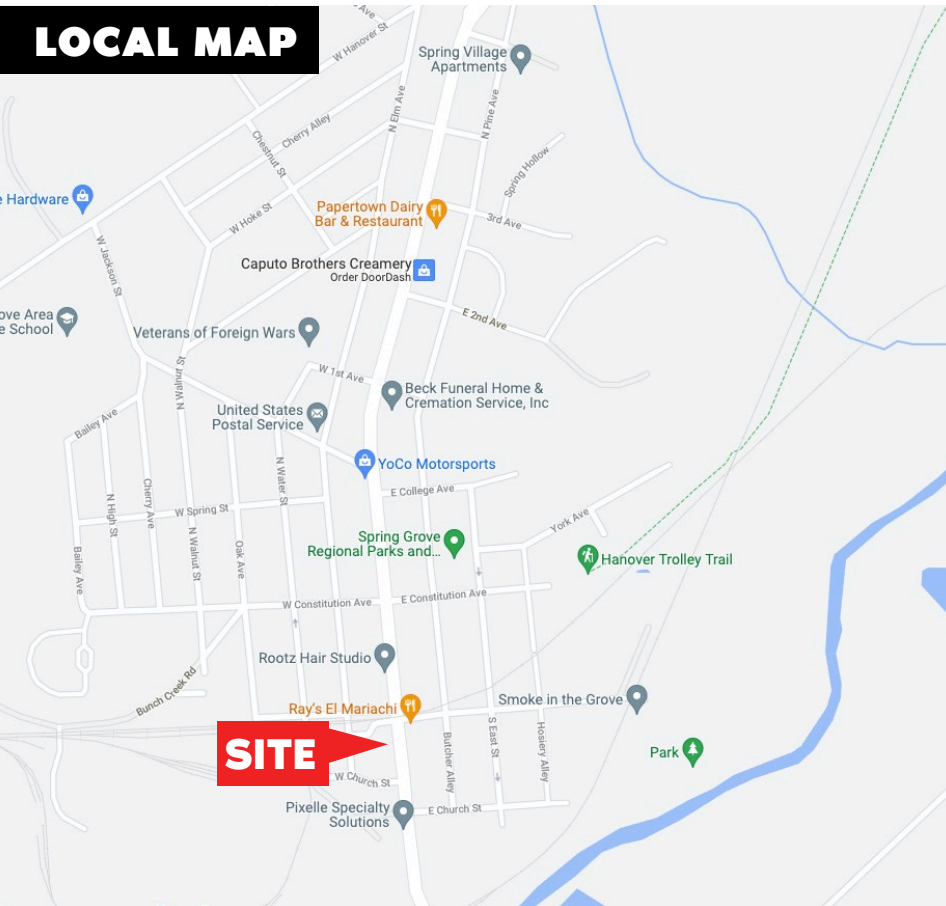 LOCAL MAP
Ave
W Hanover St
Spring Village
Apartments
N Elm Ave
N Pine Ave
Cherry Alley
Chestnut St
Spring Hollow
e Hardware
Papertown Dairy
Bar & Restaurant
3rd Ave
W Hoke St
W Jackson St
Caputo Brothers Creamery
Order DoorDash
ove Area
e School
Veterans of Foreign Wars
E 2nd Ave
N Walnut St
W 1st Ave
Beck Funeral Home &
Cremation Service, Inc
United States
Postal Service
Bailey Ave
YoCo Motorsports
N Water St
E College Ave
N High St
Cherry Ave
W Spring St
York Ave
Spring Grove
Regional Parks and...
Bailey Ave
N Walnut St
Oak Ave
Hanover Trolley Trail
W Constitution Ave
E Constitution Ave
Rootz Hair Studio
Bunch Creek Rd
Smoke in the Grove
Ray's El Mariachi
SITE
Butcher Alley
S East St
Hosiery Alley
Park
W Church St
Pixelle Specialty
Solutions
E Church St